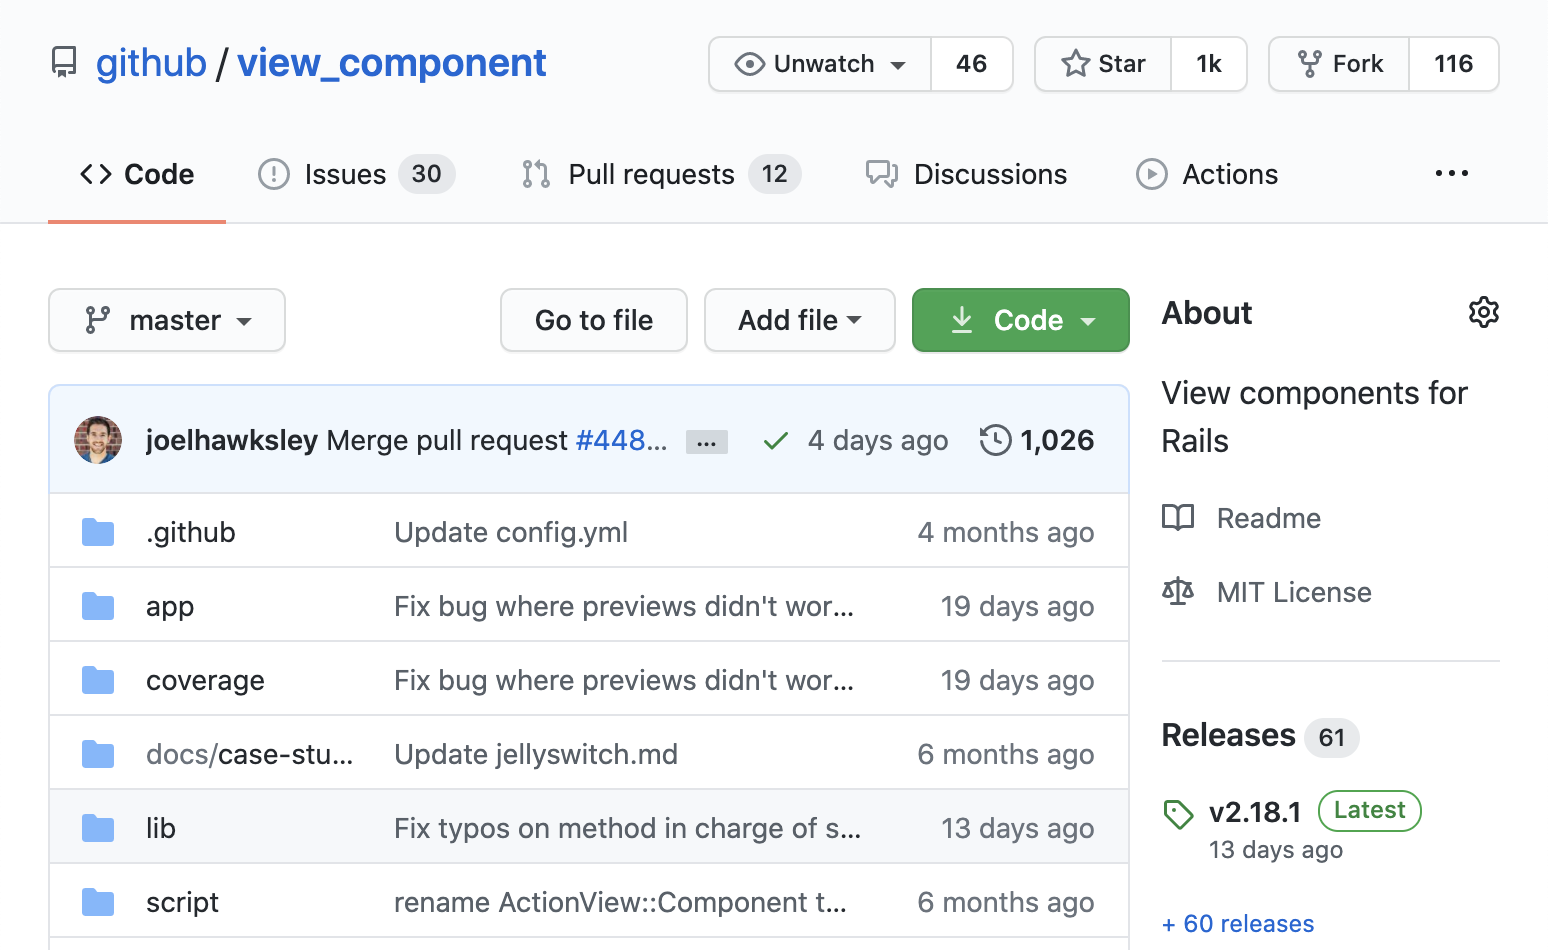 github / view_component
Unwatch 46
Star 1k
Fork 116
Code
Issues 30
Pull requests 12
Discussions
Actions
...
master
Go to file
Add file
Code
joelhawksley Merge pull request #448... ... 4 days ago 1,026
.github Update config.yml 4 months ago
app Fix bug where previews didn't wor... 19 days ago
coverage Fix bug where previews didn't wor... 19 days ago
docs/case-stu... Update jellyswitch.md 6 months ago
lib Fix typos on method in charge of s... 13 days ago
script rename ActionView::Component t... 6 months ago
About
View components for
Rails
Readme
MIT License
Releases 61
v2.18.1 Latest
13 days ago
+ 60 releases